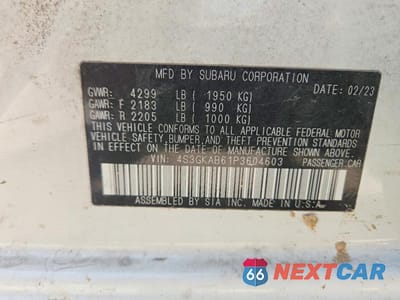 MFD BY SUBARU CORPORATION
GVWR: 4299 LB ( 1950 KG) 02/23
GAWR: F 2183 LB ( 990 KG)
GAWR: R 2205 LB ( 1000 KG)
THIS VEHICLE CONFORMS TO ALL APPLICABLE FEDERAL MOTOR
VEHICLE SAFETY, BUMPER, AND THEFT PREVENTION STANDARDS
IN EFFECT ON THE DATE OF MANUFACTURE SHOWN ABOVE.
VIN: 4S3GKAB61P3604603 PASSENGER CAR
ASSEMBLED BY SIA INC. MADE IN U.S.A.
66 NEXTCAR